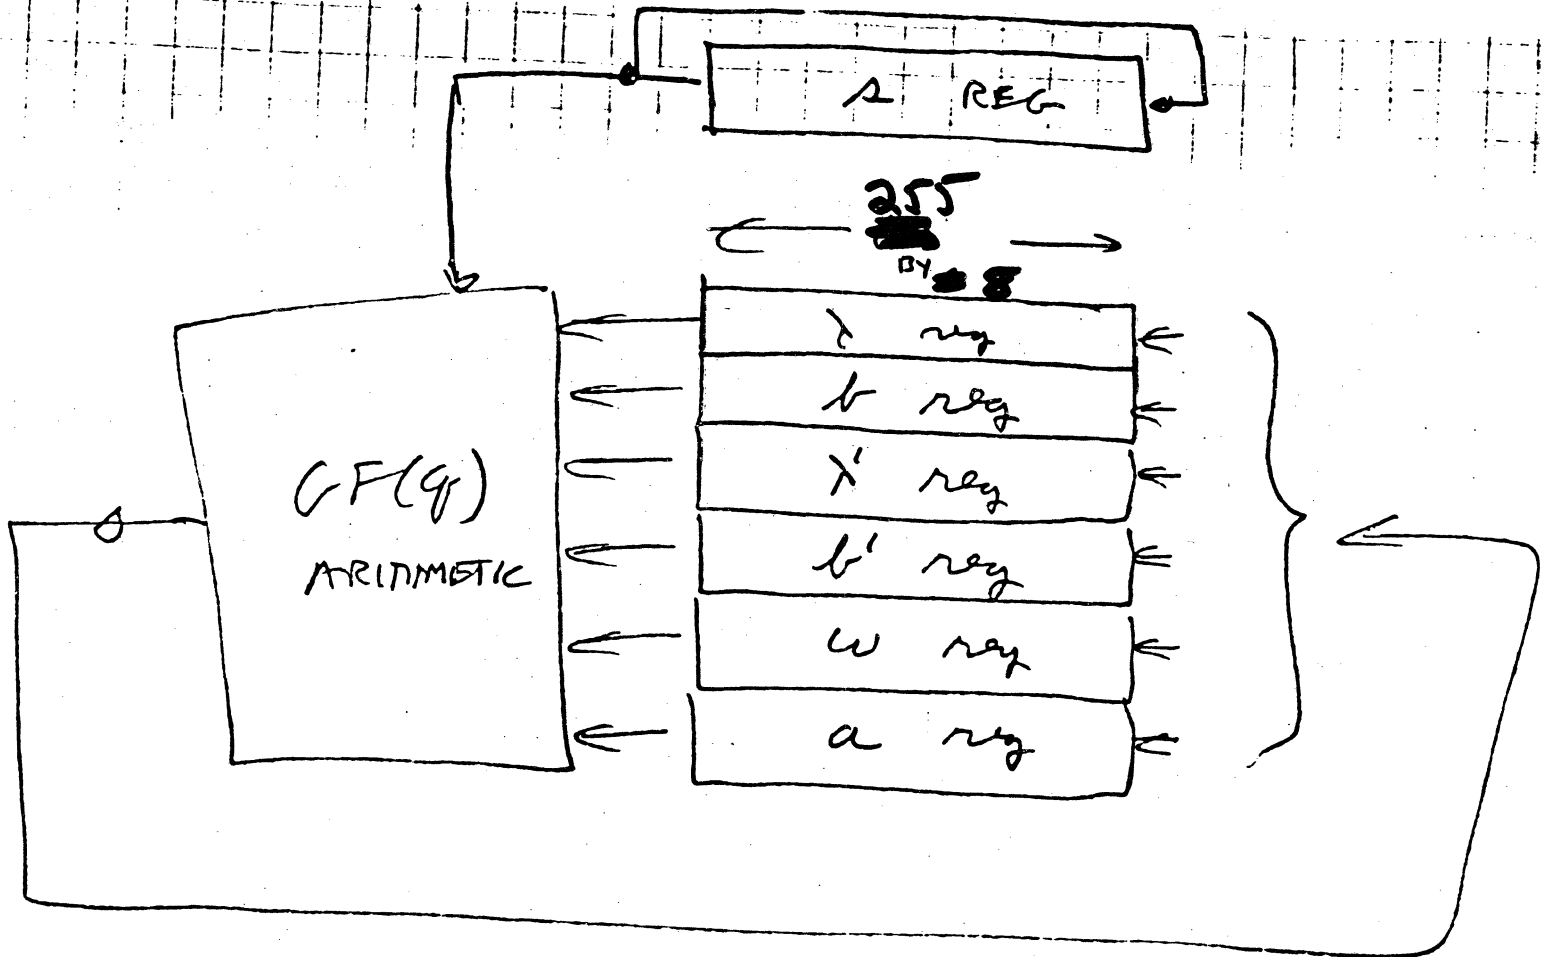 s REG
255
BY 8
λ reg
b reg
λ' reg
GF(q)
ARITHMETIC
b' reg
ω reg
a reg